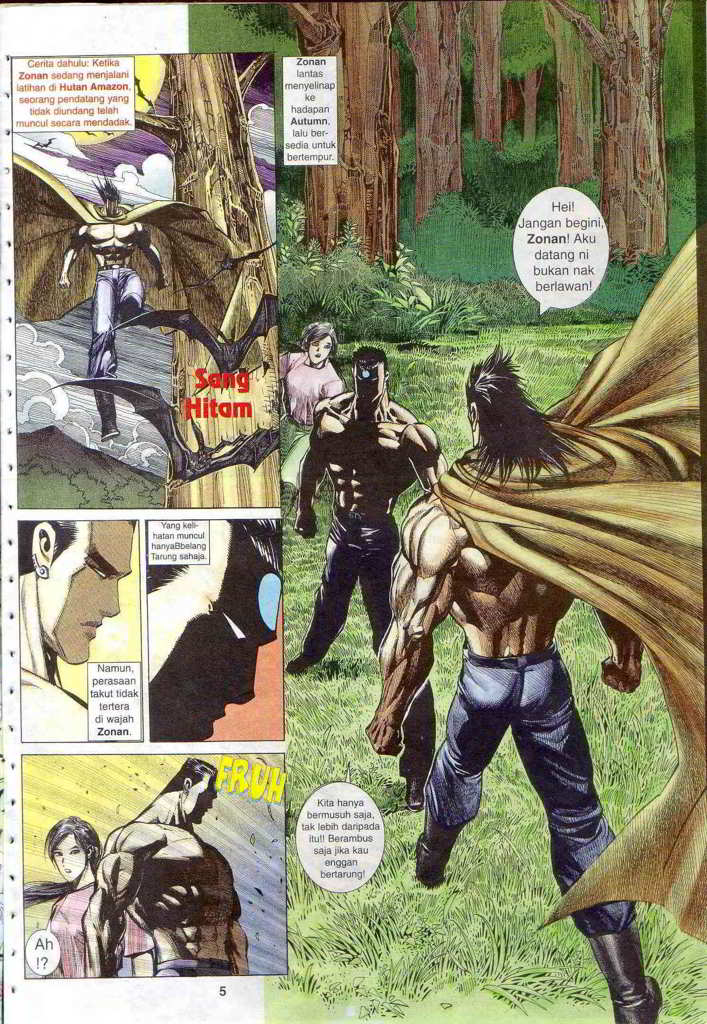 Cerita dahulu: Ketika
Zonan sedang menjalani
latihan di Hutan Amazon,
seorang pendatang yang
tidak diundang telah
muncul secara mendadak.
Sang
Hitam
Zonan
lantas
menyelinap
ke
hadapan
Autumn,
lalu ber-
sedia untuk
bertempur.
Hei!
Jangan begini,
Zonan! Aku
datang ni
bukan nak
berlawan!
Yang keli-
hatan muncul
hanyaBbelang
Tarung sahaja.
Namun,
perasaan
takut tidak
tertera
di wajah
Zonan.
FRUH
Kita hanya
bermusuh saja,
tak lebih daripada
itu!! Berambus
saja jika kau
enggan
bertarung!
Ah
!?
5